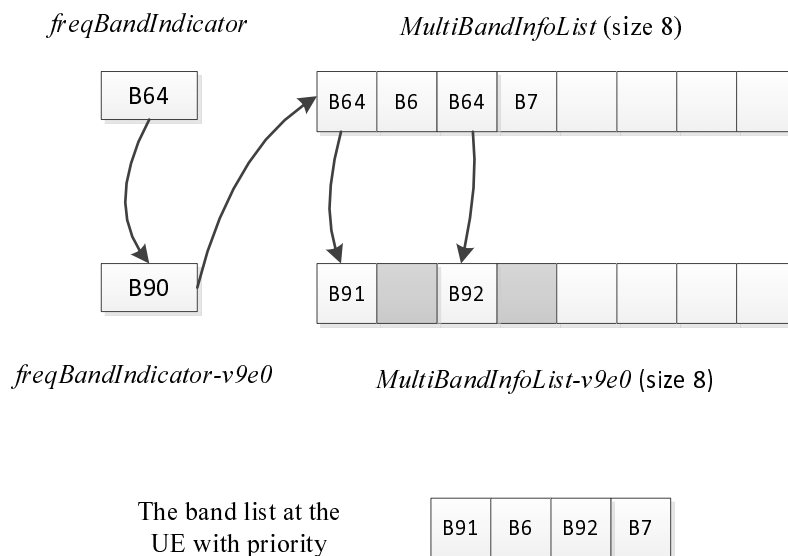 freqBandIndicator
MultiBandInfoList (size 8)
B64
B64 B6 B64 B7
B90
B91 B92
freqBandIndicator-v9e0
MultiBandInfoList-v9e0 (size 8)
The band list at the
UE with priority
B91 B6 B92 B7